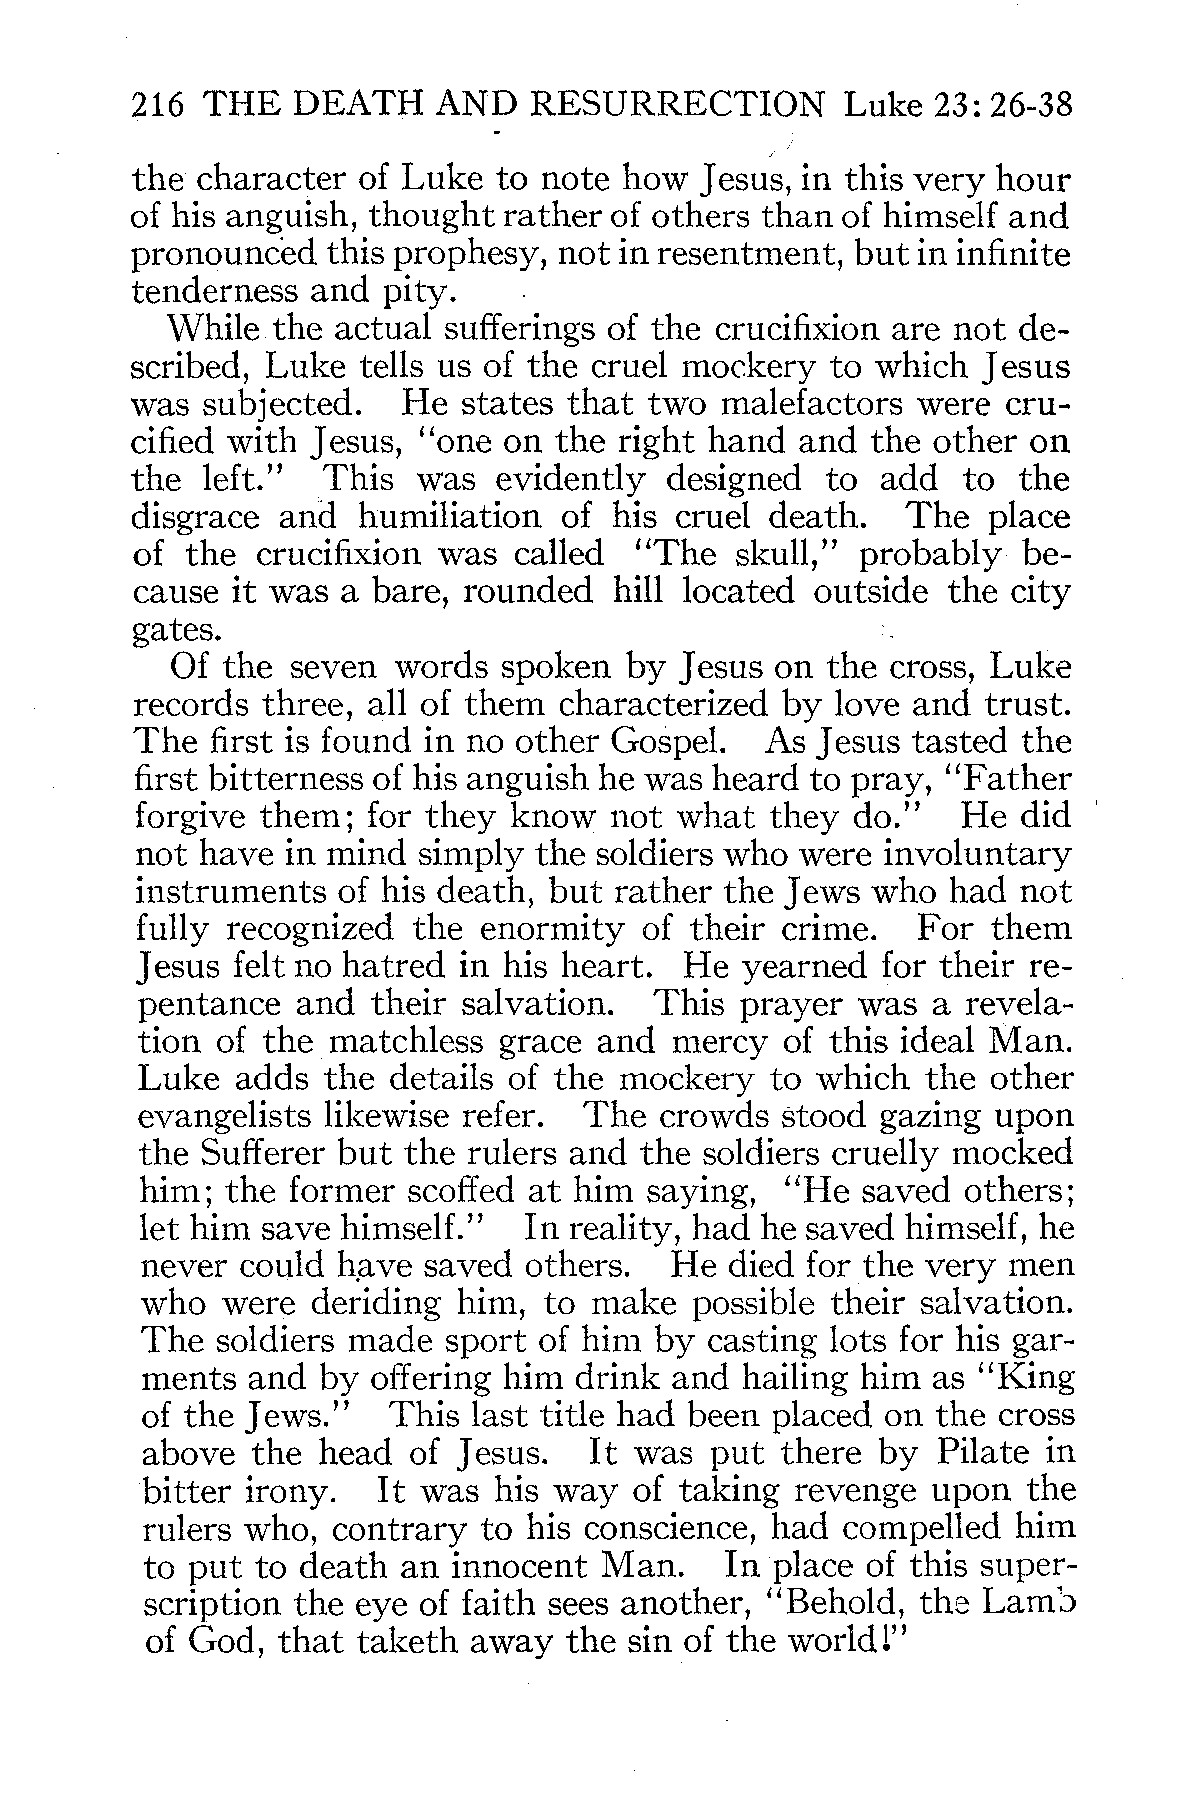 216 THE DEATH AND RESURRECTION Luke 23: 26-38
the character of Luke to note how Jesus, in this very hour
of his anguish, thought rather of others than of himself and
pronounced this prophesy, not in resentment, but in infinite
tenderness and pity.
While the actual sufferings of the crucifixion are not de-
scribed, Luke tells us of the cruel mockery to which Jesus
was subjected. He states that two malefactors were cru-
cified with Jesus, “one on the right hand and the other on
the left.” This was evidently designed to add to the
disgrace and humiliation of his cruel death. The place
of the crucifixion was called “The skull,” probably be-
cause it was a bare, rounded hill located outside the city
gates.
Of the seven words spoken by Jesus on the cross, Luke
records three, all of them characterized by love and trust.
The first is found in no other Gospel. As Jesus tasted the
first bitterness of his anguish he was heard to pray, “Father
forgive them; for they know not what they do.” He did
not have in mind simply the soldiers who were involuntary
instruments of his death, but rather the Jews who had not
fully recognized the enormity of their crime. For them
Jesus felt no hatred in his heart. He yearned for their re-
pentance and their salvation. This prayer was a revela-
tion of the matchless grace and mercy of this ideal Man.
Luke adds the details of the mockery to which the other
evangelists likewise refer. The crowds stood gazing upon
the Sufferer but the rulers and the soldiers cruelly mocked
him; the former scoffed at him saying, “He saved others;
let him save himself.” In reality, had he saved himself, he
never could have saved others. He died for the very men
who were deriding him, to make possible their salvation.
The soldiers made sport of him by casting lots for his gar-
ments and by offering him drink and hailing him as “King
of the Jews.” This last title had been placed on the cross
above the head of Jesus. It was put there by Pilate in
bitter irony. It was his way of taking revenge upon the
rulers who, contrary to his conscience, had compelled him
to put to death an innocent Man. In place of this super-
scription the eye of faith sees another, “Behold, the Lamb
of God, that taketh away the sin of the world!”